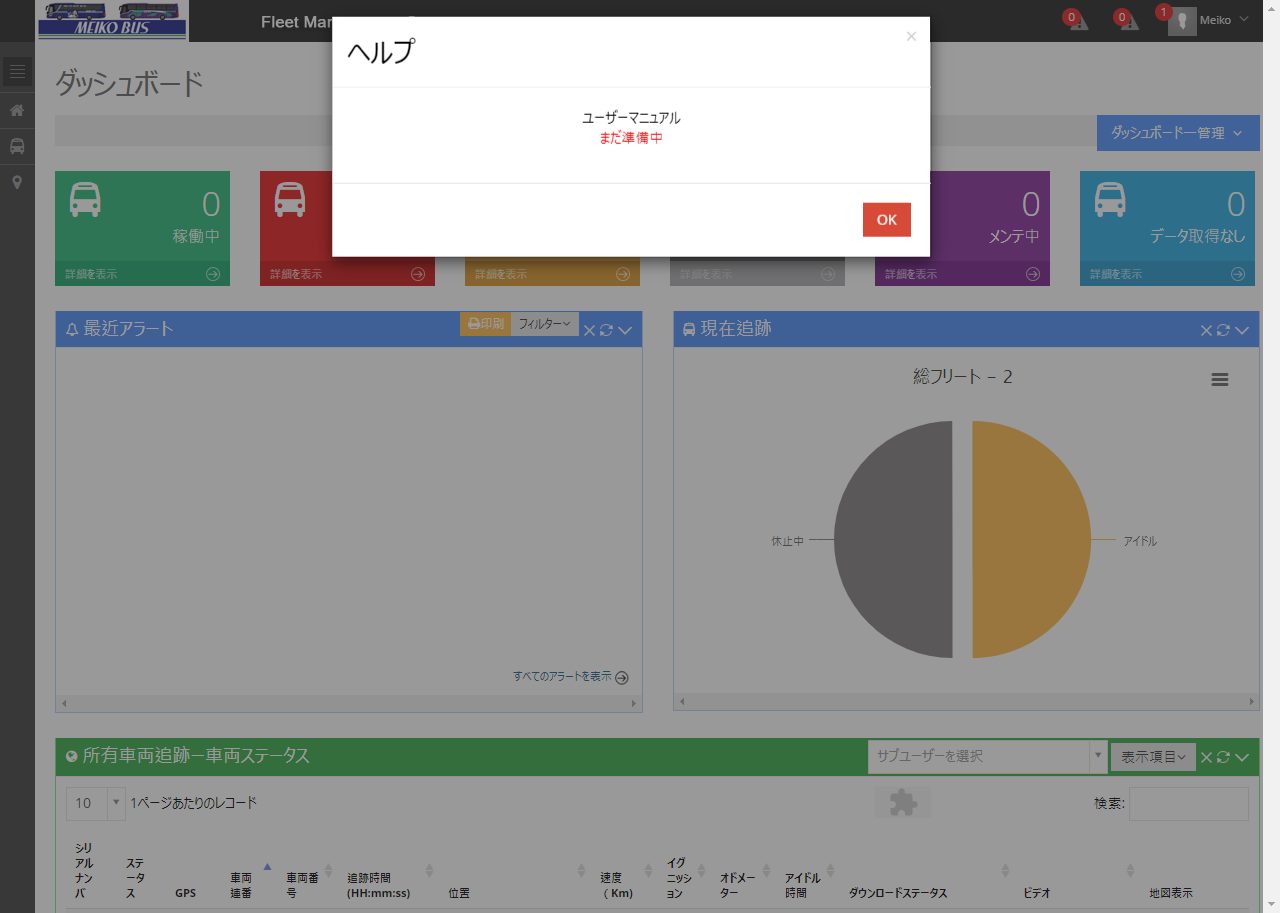 MEIKO BUS
Fleet Mar
0
0
1
Meiko
ヘルプ
×
ユーザーマニュアル
まだ準備中
OK
ダッシュボード
ダッシュボード一管理
0
稼働中
詳細を表示
詳細を表示
詳細を表示
詳細を表示
0
メンテ中
詳細を表示
0
データ取得なし
詳細を表示
最近アラート
印刷
フィルター
すべてのアラートを表示
現在追跡
総フリート – 2
休止中
アイドル
所有車両追跡ー車両ステータス
サブユーザーを選択
表示項目
10
1ページあたりのレコード
検索:
シリアルナンバ
ステータス
GPS
車両連番
車両番号
追跡時間 (HH:mm:ss)
位置
速度 ( Km)
イグニッション
オドメーター
アイドル時間
ダウンロードステータス
ビデオ
地図表示